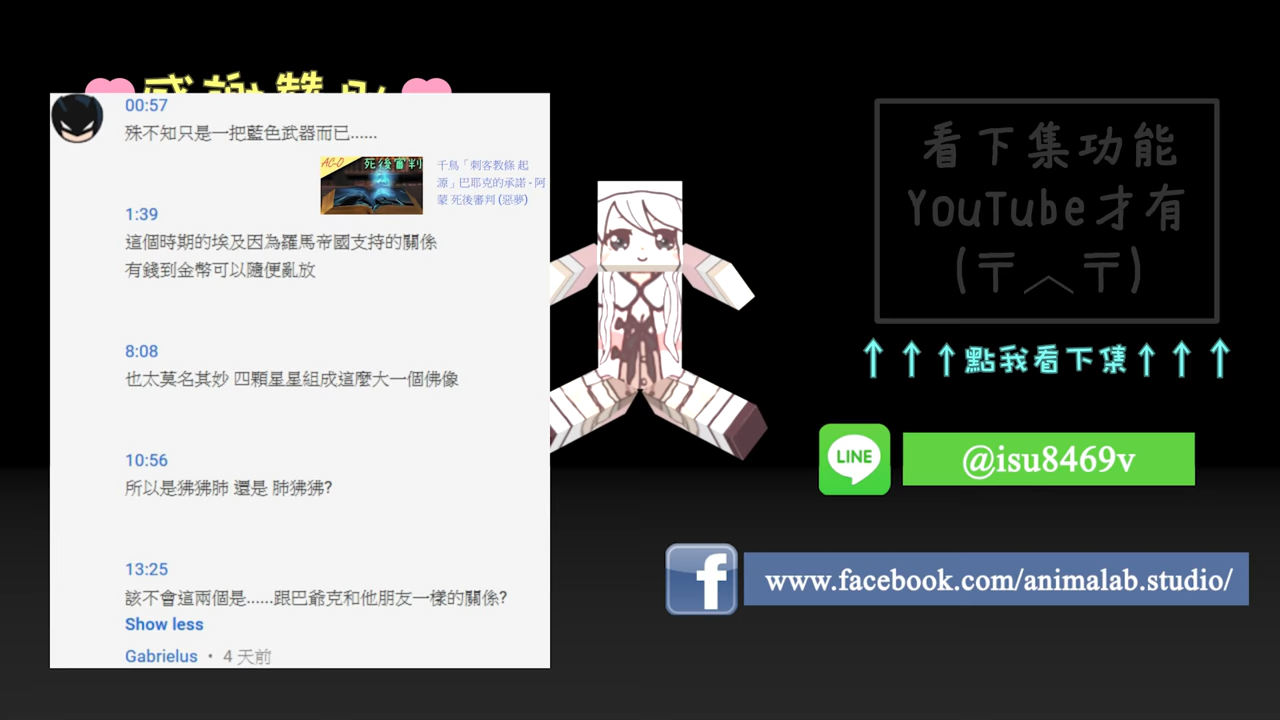 00:57
殊不知只是一把藍色武器而已......
AC-O
死後審判
千鳥「刺客教條 起
源」巴耶克的承諾 - 阿
蒙 死後審判 (惡夢)
1:39
這個時期的埃及因為羅馬帝國支持的關係
有錢到金幣可以隨便亂放
8:08
也太莫名其妙 四顆星星組成這麼大一個佛像
10:56
所以是狒狒肺 還是 肺狒狒?
13:25
該不會這兩個是......跟巴爺克和他朋友一樣的關係?
Show less
Gabrielus • 4 天前
看下集功能
YouTube才有
(〒︿〒)
↑↑↑點我看下集↑↑↑
LINE
@isu8469v
f
www.facebook.com/animalab.studio/